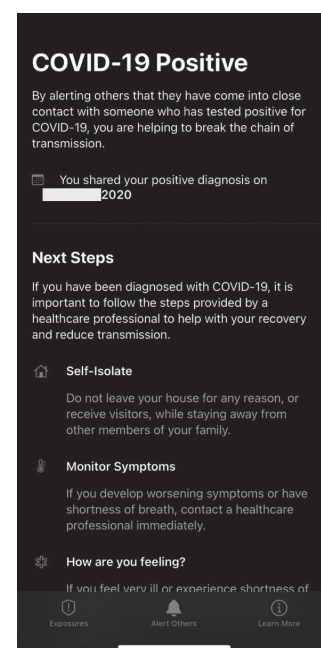 COVID-19 Positive
By alerting others that they have come into close
contact with someone who has tested positive for
COVID-19, you are helping to break the chain of
transmission.
You shared your positive diagnosis on
2020
Next Steps
If you have been diagnosed with COVID-19, it is
important to follow the steps provided by a
healthcare professional to help with your recovery
and reduce transmission.
Self-Isolate
Do not leave your house for any reason, or
receive visitors, while staying away from
other members of your family.
Monitor Symptoms
If you develop worsening symptoms or have
shortness of breath, contact a healthcare
professional immediately.
How are you feeling?
If you feel very ill or experience shortness of
Exposures Alert Others Learn More